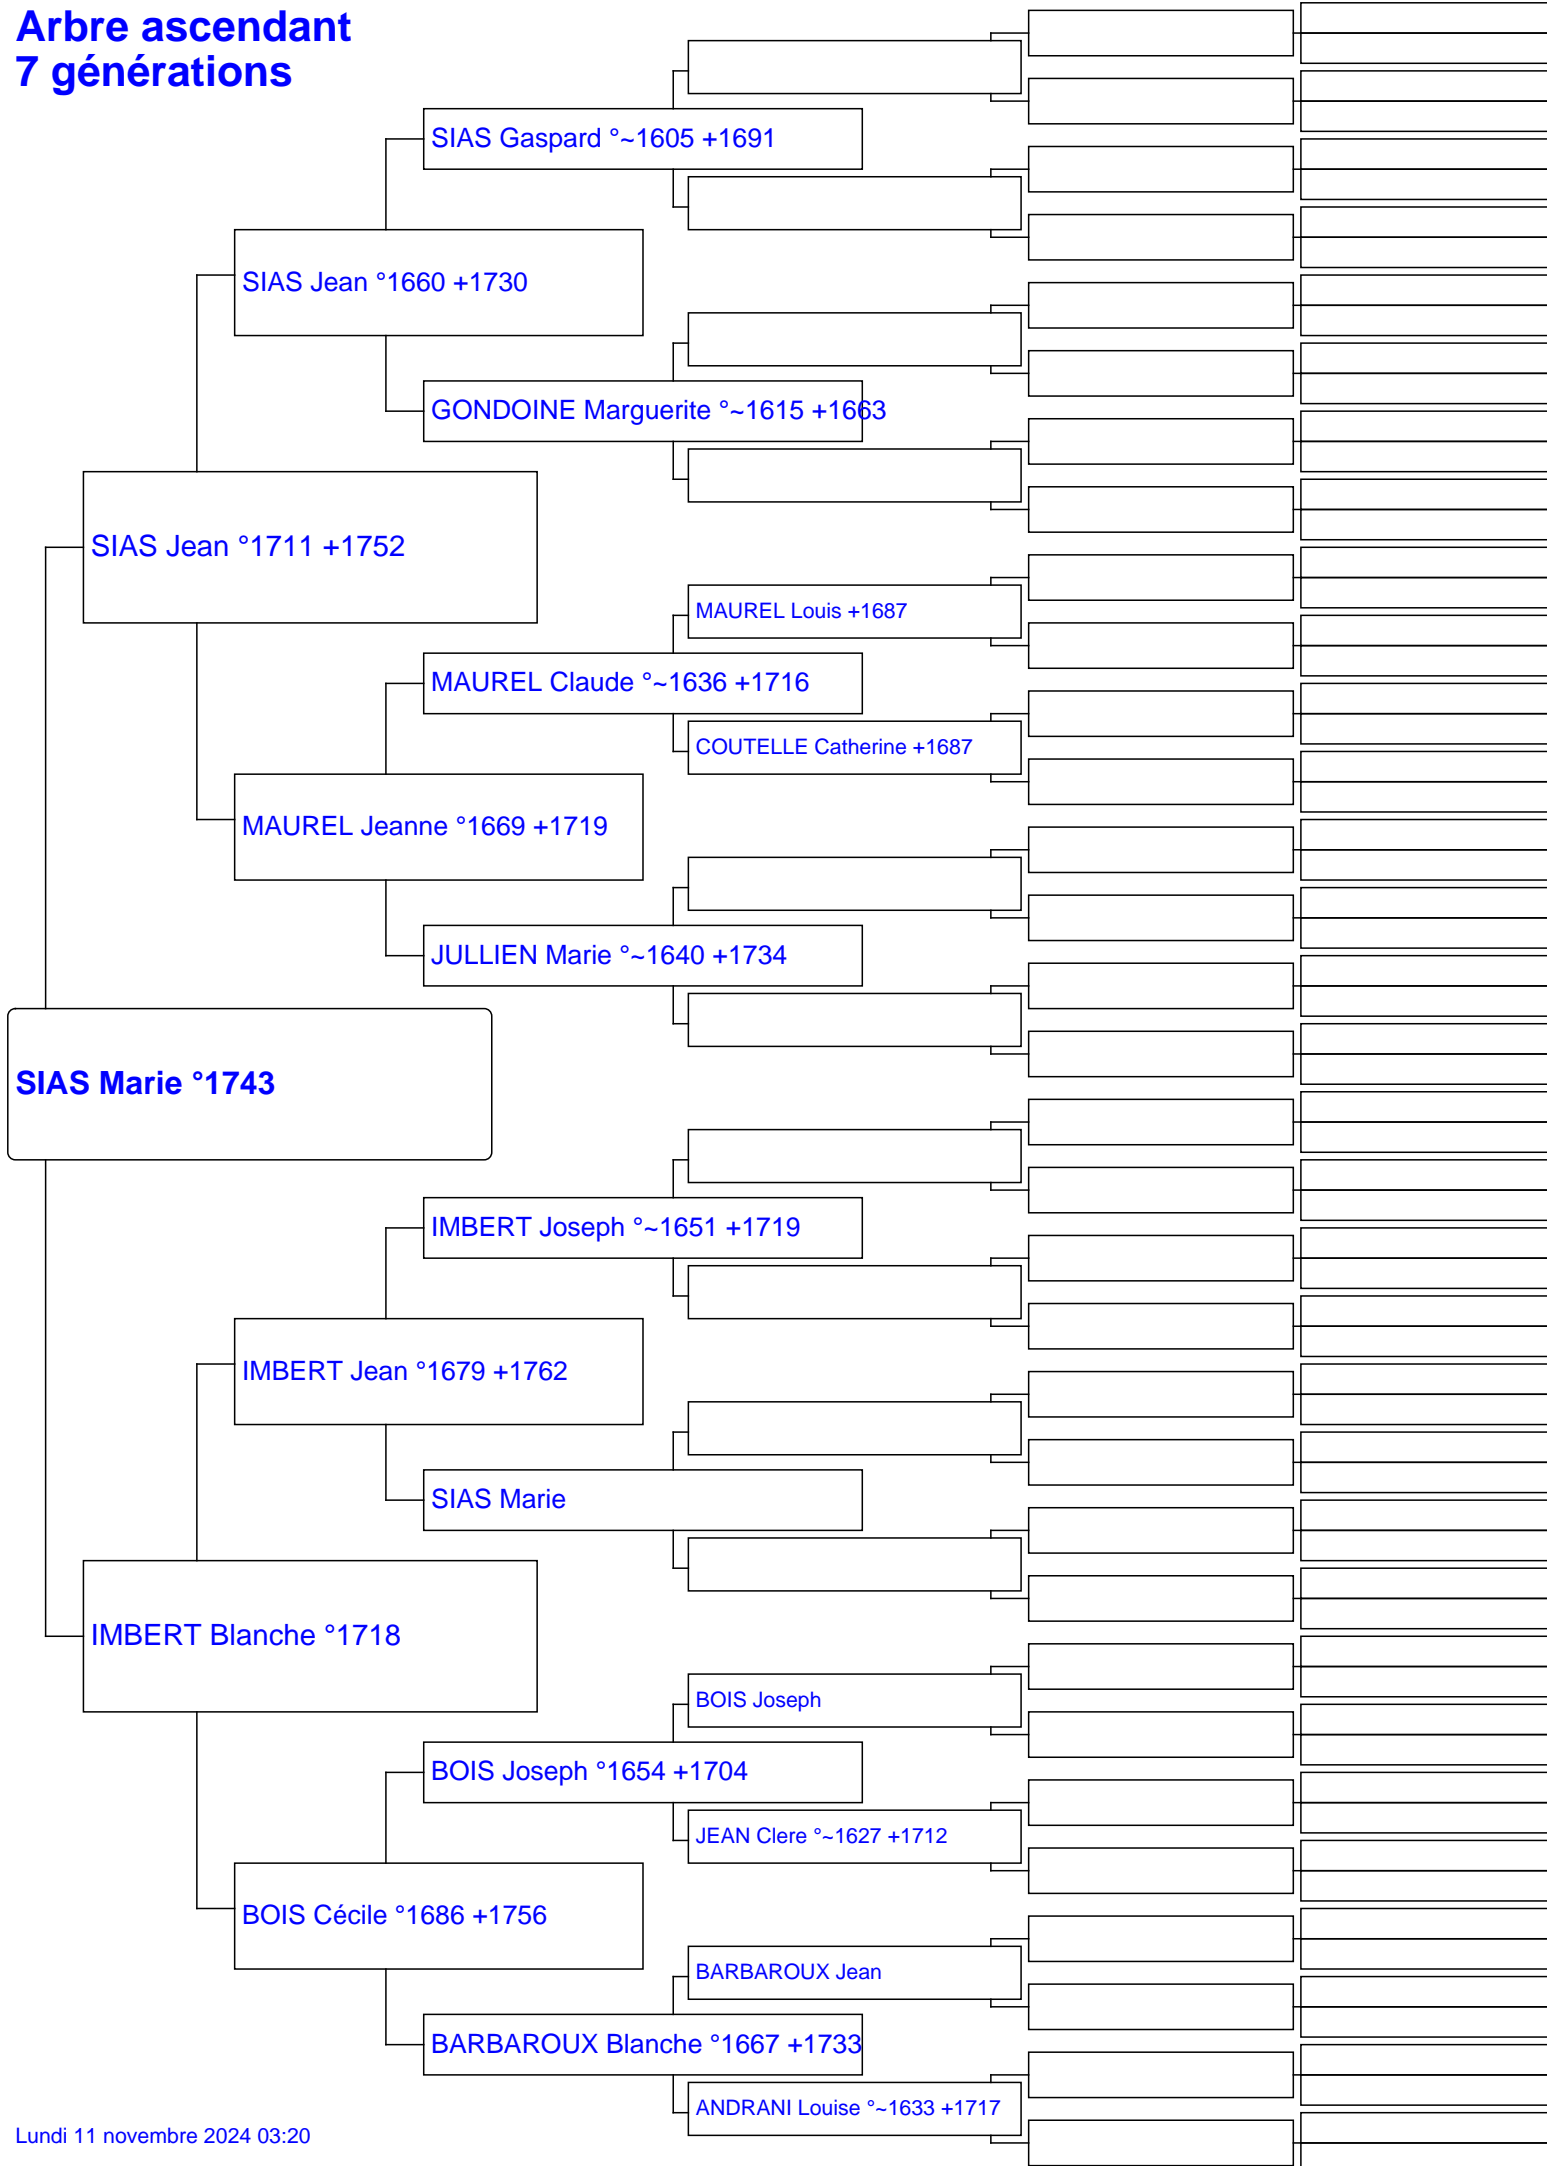 Arbre ascendant
7 générations
SIAS Gaspard °~1605 +1691
SIAS Jean °1660 +1730
GONDOINE Marguerite °~1615 +1663
SIAS Jean °1711 +1752
MAUREL Louis +1687
MAUREL Claude °~1636 +1716
COUTELLE Catherine +1687
MAUREL Jeanne °1669 +1719
JULLIEN Marie °~1640 +1734
SIAS Marie °1743
IMBERT Joseph °~1651 +1719
IMBERT Jean °1679 +1762
SIAS Marie
IMBERT Blanche °1718
BOIS Joseph
BOIS Joseph °1654 +1704
JEAN Clere °~1627 +1712
BOIS Cécile °1686 +1756
BARBAROUX Jean
BARBAROUX Blanche °1667 +1733
ANDRANI Louise °~1633 +1717
Lundi 11 novembre 2024 03:20